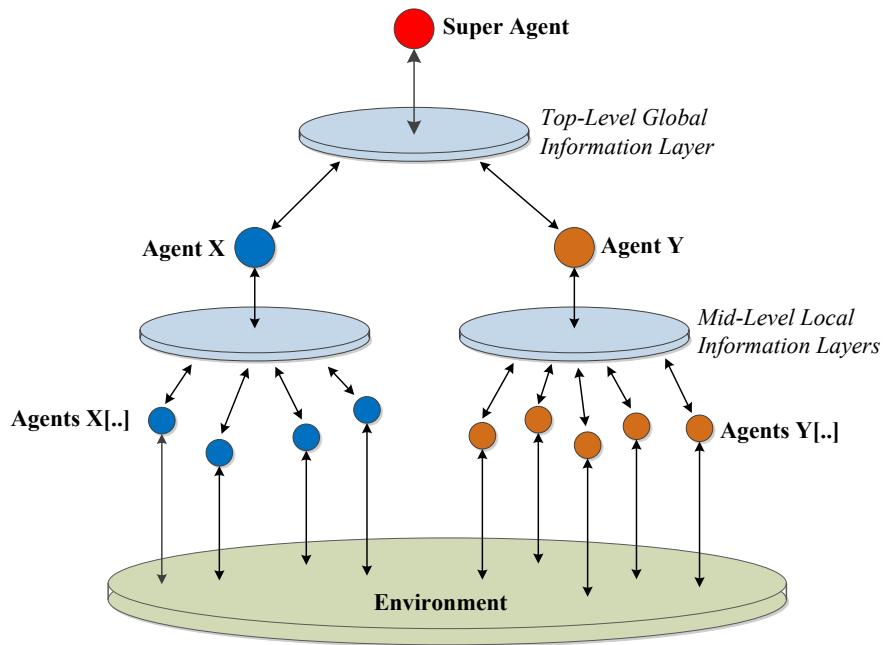 Super Agent
Top-Level Global
Information Layer
Agent X
Agent Y
Mid-Level Local
Information Layers
Agents X[..]
Agents Y[..]
Environment